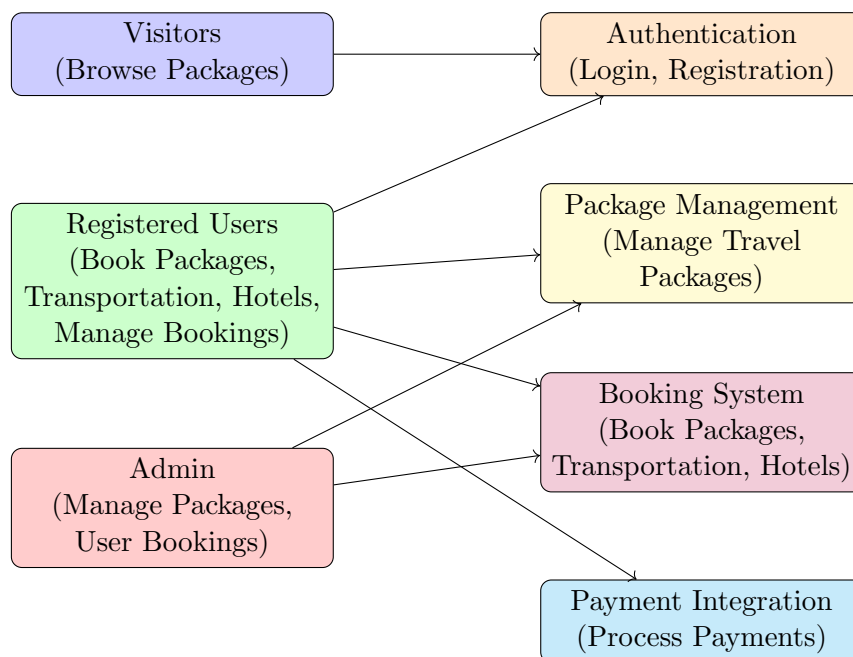 Visitors
(Browse Packages)
Authentication
(Login, Registration)
Registered Users
(Book Packages,
Transportation, Hotels,
Manage Bookings)
Package Management
(Manage Travel
Packages)
Admin
(Manage Packages,
User Bookings)
Booking System
(Book Packages,
Transportation, Hotels)
Payment Integration
(Process Payments)